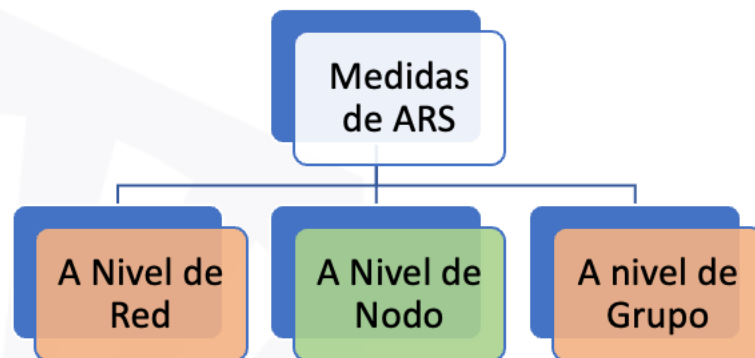 Medidas
de ARS
A Nivel de
Red
A Nivel de
Nodo
A nivel de
Grupo